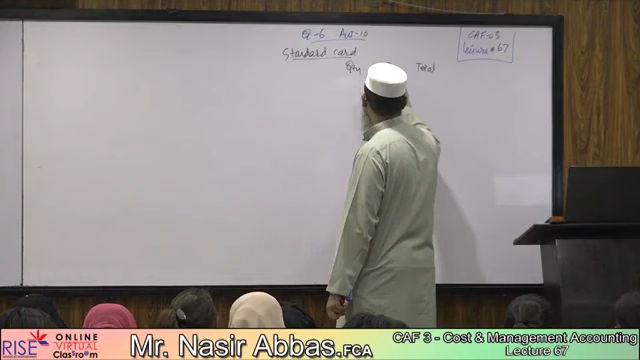 Q-6 AU-10
CAF-03
Lecture # 67
Standard card
Qty Total
RISE
ONLINE
VIRTUAL
Classroom
Mr. Nasir Abbas.FCA
CAF 3 - Cost & Management Accounting
Lecture 67